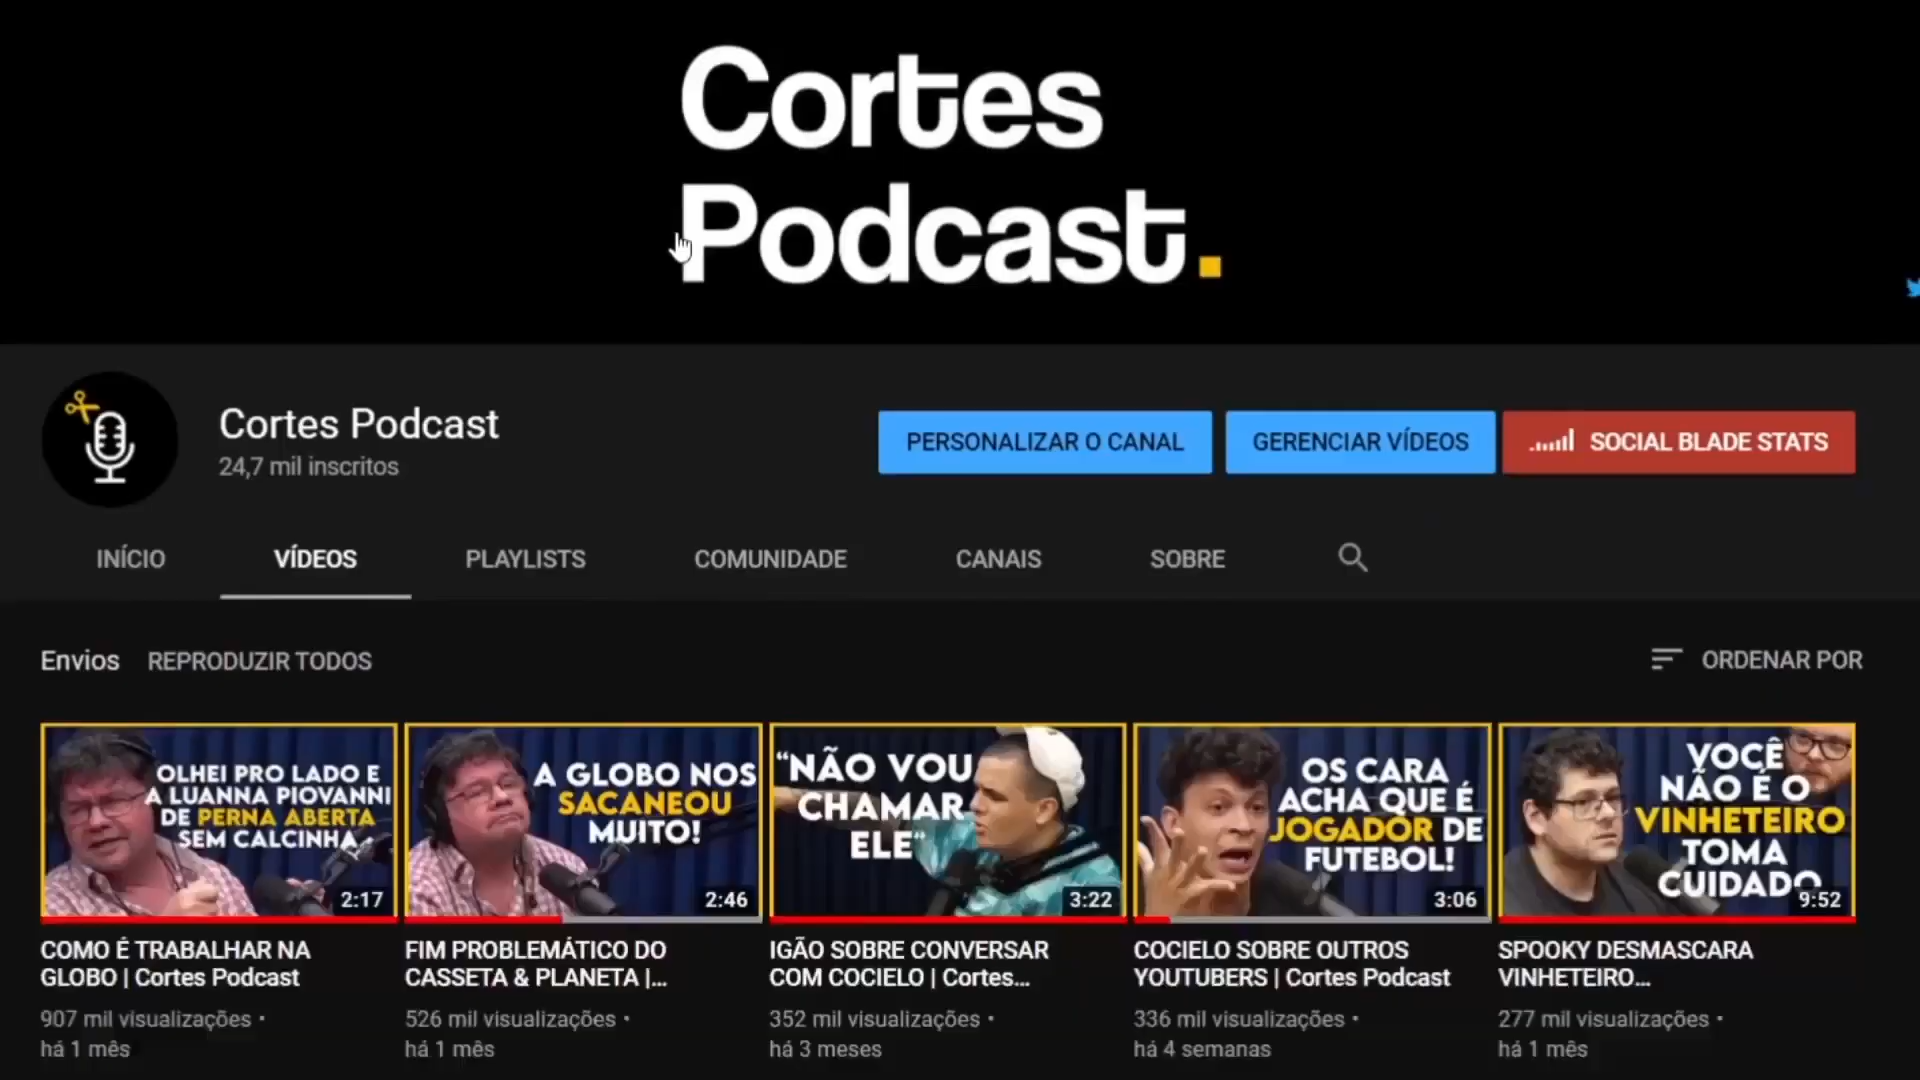 Cortes
Podcast.
Cortes Podcast
24,7 mil inscritos
PERSONALIZAR O CANAL
GERENCIAR VÍDEOS
SOCIAL BLADE STATS
INÍCIO
VÍDEOS
PLAYLISTS
COMUNIDADE
CANAIS
SOBRE
Envios
REPRODUZIR TODOS
ORDENAR POR
OLHEI PRO LADO E
A LUANNA PIOVANNI
DE PERNA ABERTA
SEM CALCINHA
2:17
COMO É TRABALHAR NA
GLOBO | Cortes Podcast
907 mil visualizações •
há 1 mês
A GLOBO NOS
SACANEOU
MUITO!
2:46
FIM PROBLEMÁTICO DO
CASSETA & PLANETA |...
526 mil visualizações •
há 1 mês
“NÃO VOU
CHAMAR
ELE“
3:22
IGÃO SOBRE CONVERSAR
COM COCIELO | Cortes...
352 mil visualizações •
há 3 meses
OS CARA
ACHA QUE É
JOGADOR DE
FUTEBOL!
3:06
COCIELO SOBRE OUTROS
YOUTUBERS | Cortes Podcast
336 mil visualizações •
há 4 semanas
VOCÊ
NÃO É O
VINHETEIRO
TOMA
CUIDADO
9:52
SPOOKY DESMASCARA
VINHETEIRO...
277 mil visualizações •
há 1 mês